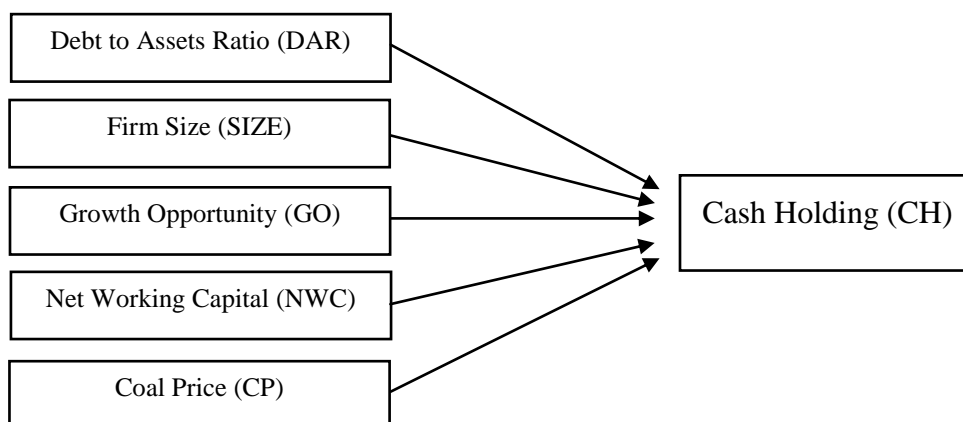 Debt to Assets Ratio (DAR)
Firm Size (SIZE)
Growth Opportunity (GO)
Net Working Capital (NWC)
Coal Price (CP)
Cash Holding (CH)